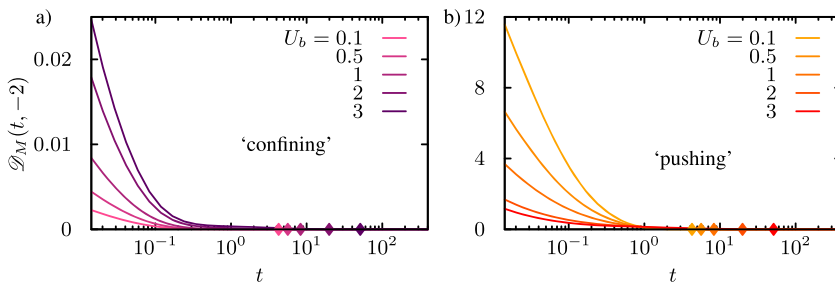 a)
0.02
0.01
0
𝒟_M(t, −2)
U_b = 0.1
0.5
1
2
3
'confining'
10^−1
10^0
10^1
10^2
t
b)
12
8
4
0
U_b = 0.1
0.5
1
2
3
'pushing'
10^−1
10^0
10^1
10^2
t